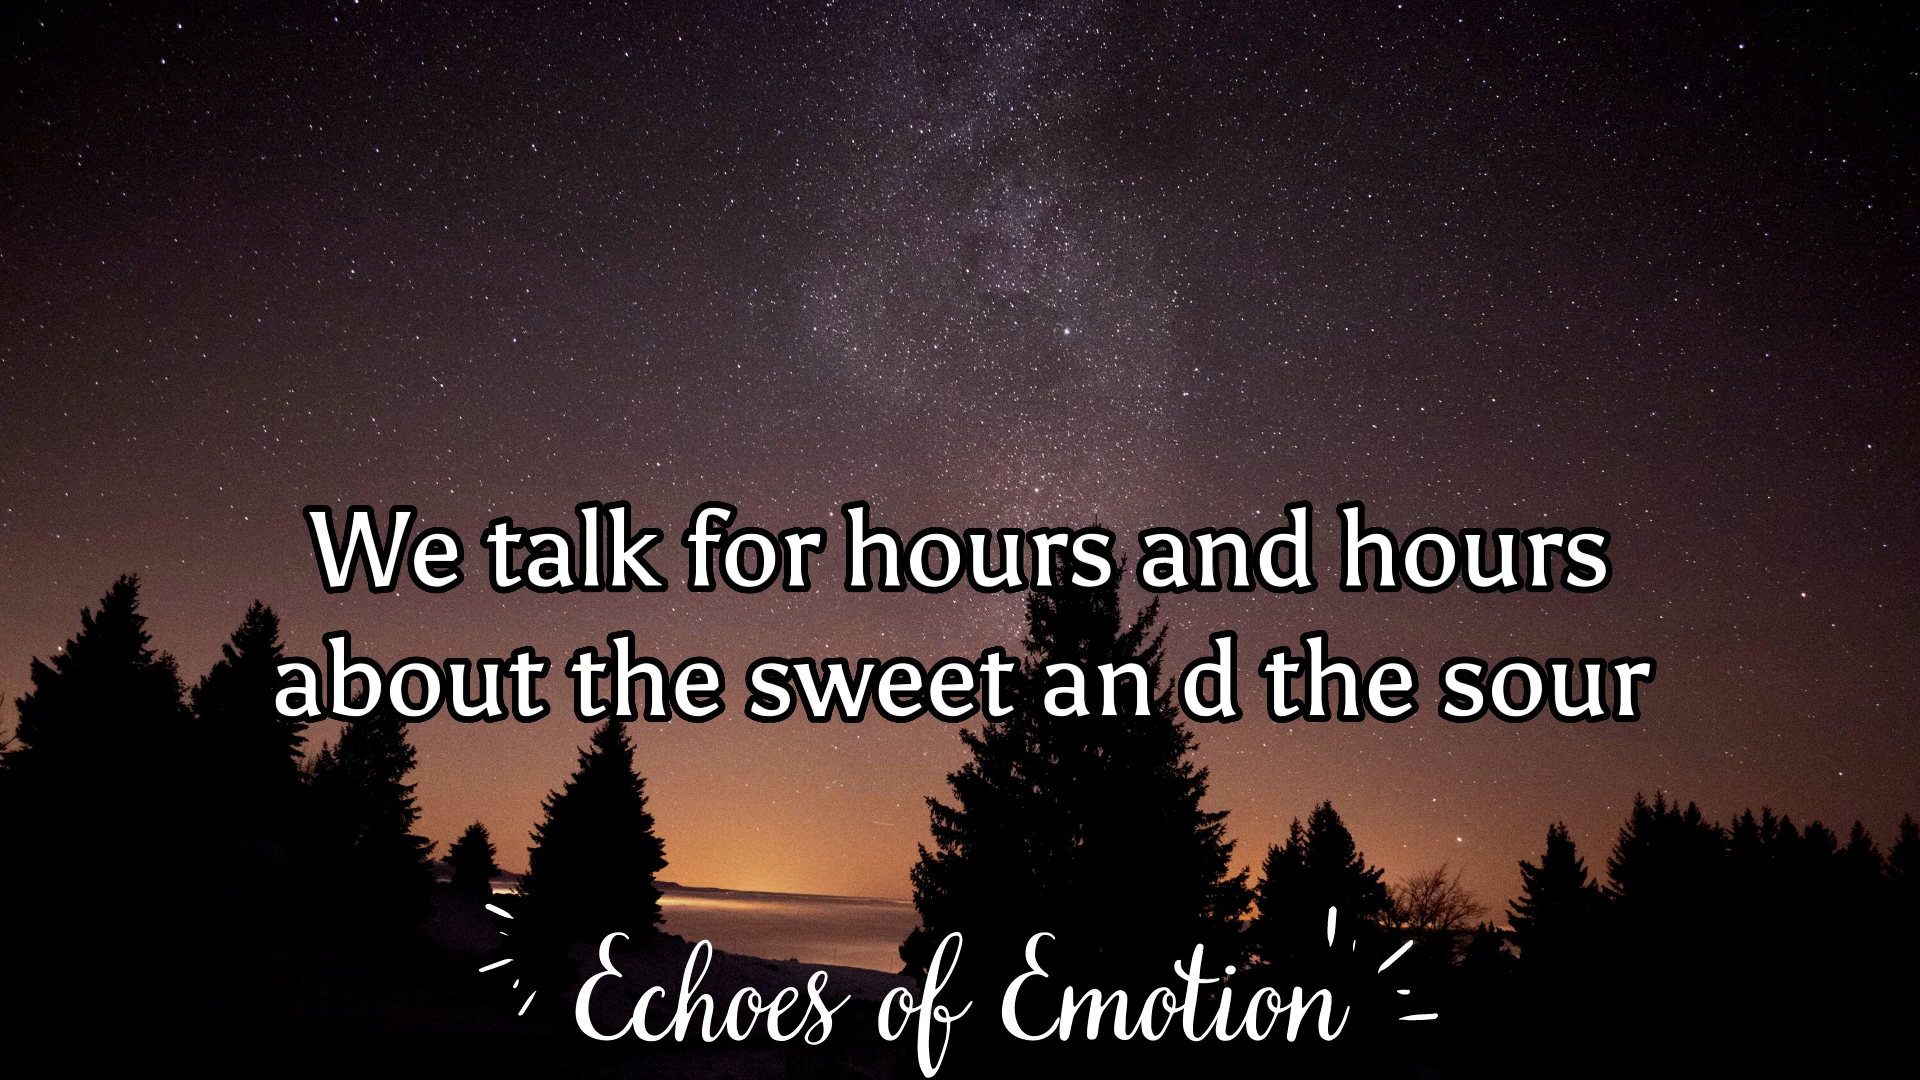 We talk for hours and hours
about the sweet an d the sour
Echoes of Emotion